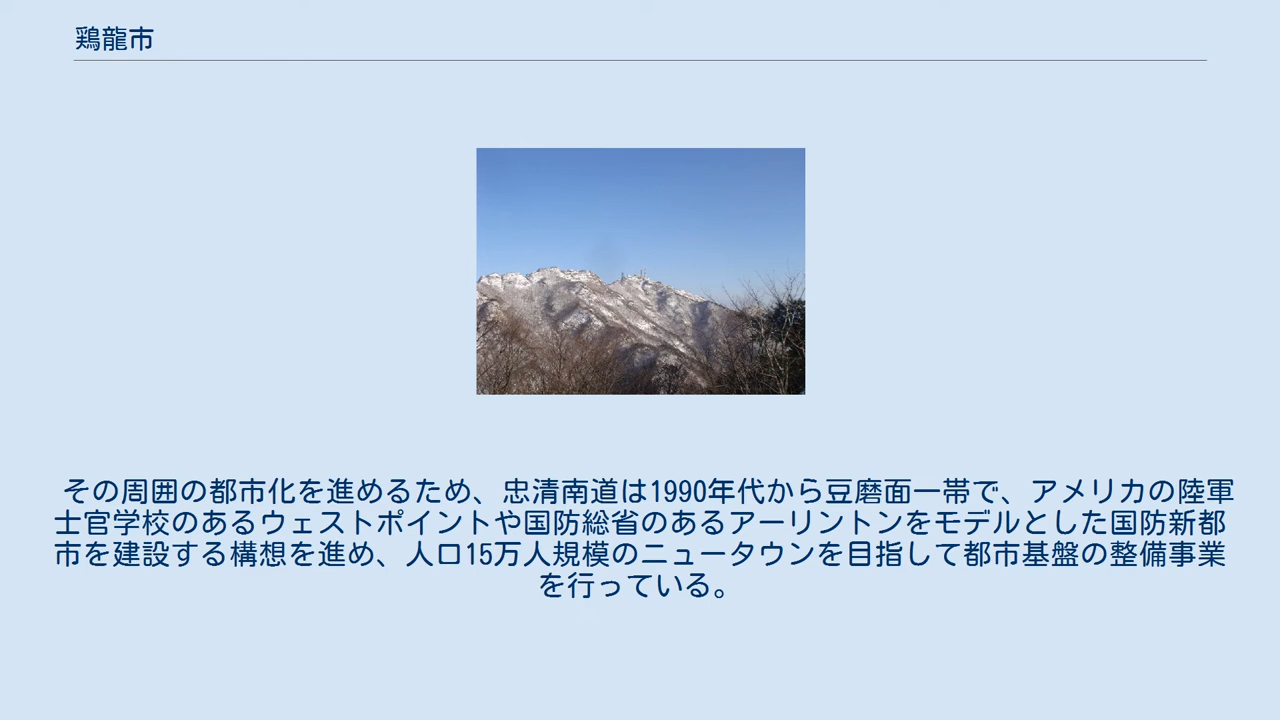 鶏龍市
その周囲の都市化を進めるため、忠清南道は1990年代から豆磨面一帯で、アメリカの陸軍
士官学校のあるウェストポイントや国防総省のあるアーリントンをモデルとした国防新都
市を建設する構想を進め、人口15万人規模のニュータウンを目指して都市基盤の整備事業
を行っている。